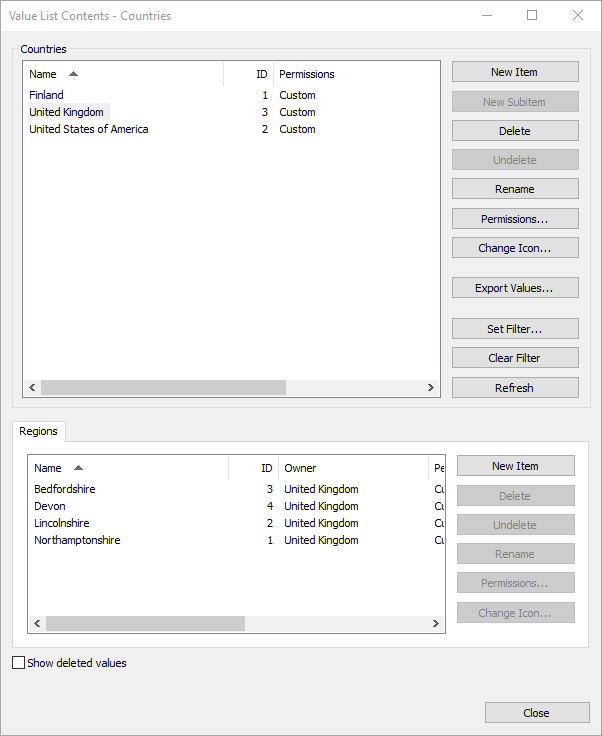 Value List Contents - Countries
Countries
Name ID Permissions
Finland 1 Custom
United Kingdom 3 Custom
United States of America 2 Custom
New Item
New Subitem
Delete
Undelete
Rename
Permissions...
Change Icon...
Export Values...
Set Filter...
Clear Filter
Refresh
Regions
Name ID Owner Pe
Bedfordshire 3 United Kingdom Cu
Devon 4 United Kingdom Cu
Lincolnshire 2 United Kingdom Cu
Northamptonshire 1 United Kingdom Cu
New Item
Delete
Undelete
Rename
Permissions...
Change Icon...
Show deleted values
Close